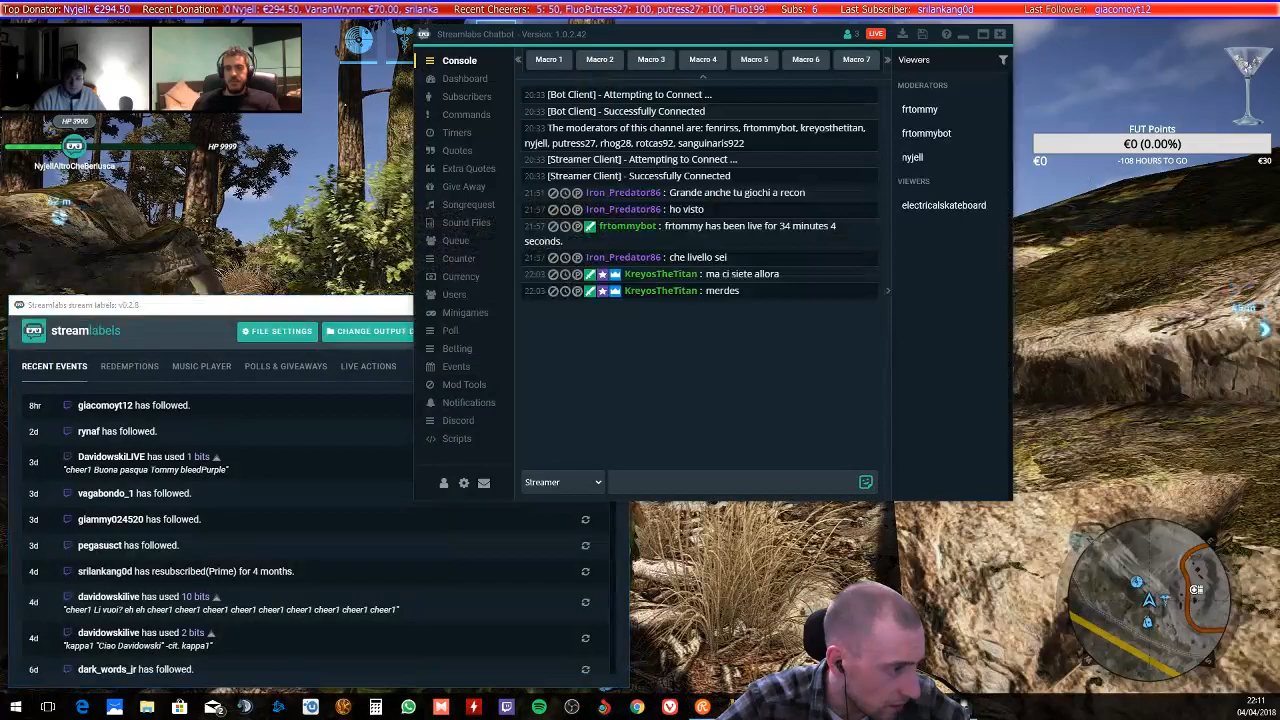 Top Donator: Nyjell: €294.50 Recent Donation: 00 Nyjell: €294.50 VarianWrynn: €70.00, srilanka Recent Cheerers: 5: 50, FluoPutress27: 100, putress27: 100, Fluo199 Subs: 6 Last Subscriber: srilankang0d Last Follower: giacomoyt12
Streamlabs Chatbot - Version: 1.0.2.42
3 LIVE
Console
Dashboard
Subscribers
Commands
Timers
Quotes
Extra Quotes
Give Away
Songrequest
Sound Files
Queue
Counter
Currency
Users
Minigames
Poll
Betting
Events
Mod Tools
Notifications
Discord
Scripts
Macro 1 Macro 2 Macro 3 Macro 4 Macro 5 Macro 6 Macro 7
20:33 [Bot Client] - Attempting to Connect ...
20:33 [Bot Client] - Successfully Connected
20:33 The moderators of this channel are: fenrirss, frtommybot, kreyosthetitan,
nyjell, putress27, rhog28, rotcas92, sanguinaris922
20:33 [Streamer Client] - Attempting to Connect ...
20:33 [Streamer Client] - Successfully Connected
21:51 Iron_Predator86 : Grande anche tu giochi a recon
21:57 Iron_Predator86 : ho visto
21:57 frtommybot : frtommy has been live for 34 minutes 4
seconds.
21:57 Iron_Predator86 : che livello sei
22:03 KreyosTheTitan : ma ci siete allora
22:03 KreyosTheTitan : merdes
Streamer
Viewers
MODERATORS
frtommy
frtommybot
nyjell
VIEWERS
electricalskateboard
FUT Points
€0 (0.00%)
€0 -108 HOURS TO GO €30
HP 3906
HP 9999
NyjellAltroCheBerlusca
Streamlabs stream labels: v0.2.8
streamlabels
FILE SETTINGS CHANGE OUTPUT D
RECENT EVENTS REDEMPTIONS MUSIC PLAYER POLLS & GIVEAWAYS LIVE ACTIONS
8hr giacomoyt12 has followed.
2d rynaf has followed.
3d DavidowskiLIVE has used 1 bits
"cheer1 Buona pasqua Tommy bleedPurple"
3d vagabondo_1 has followed.
3d giammy024520 has followed.
3d pegasusct has followed.
4d srilankang0d has resubscribed(Prime) for 4 months.
4d davidowskilive has used 10 bits
"cheer1 Li vuoi? eh eh cheer1 cheer1 cheer1 cheer1 cheer1 cheer1 cheer1 cheer1 cheer1"
4d davidowskilive has used 2 bits
"kappa1 "Ciao Davidowski" -cit. kappa1"
6d dark_words_jr has followed.
22:11
04/04/2018